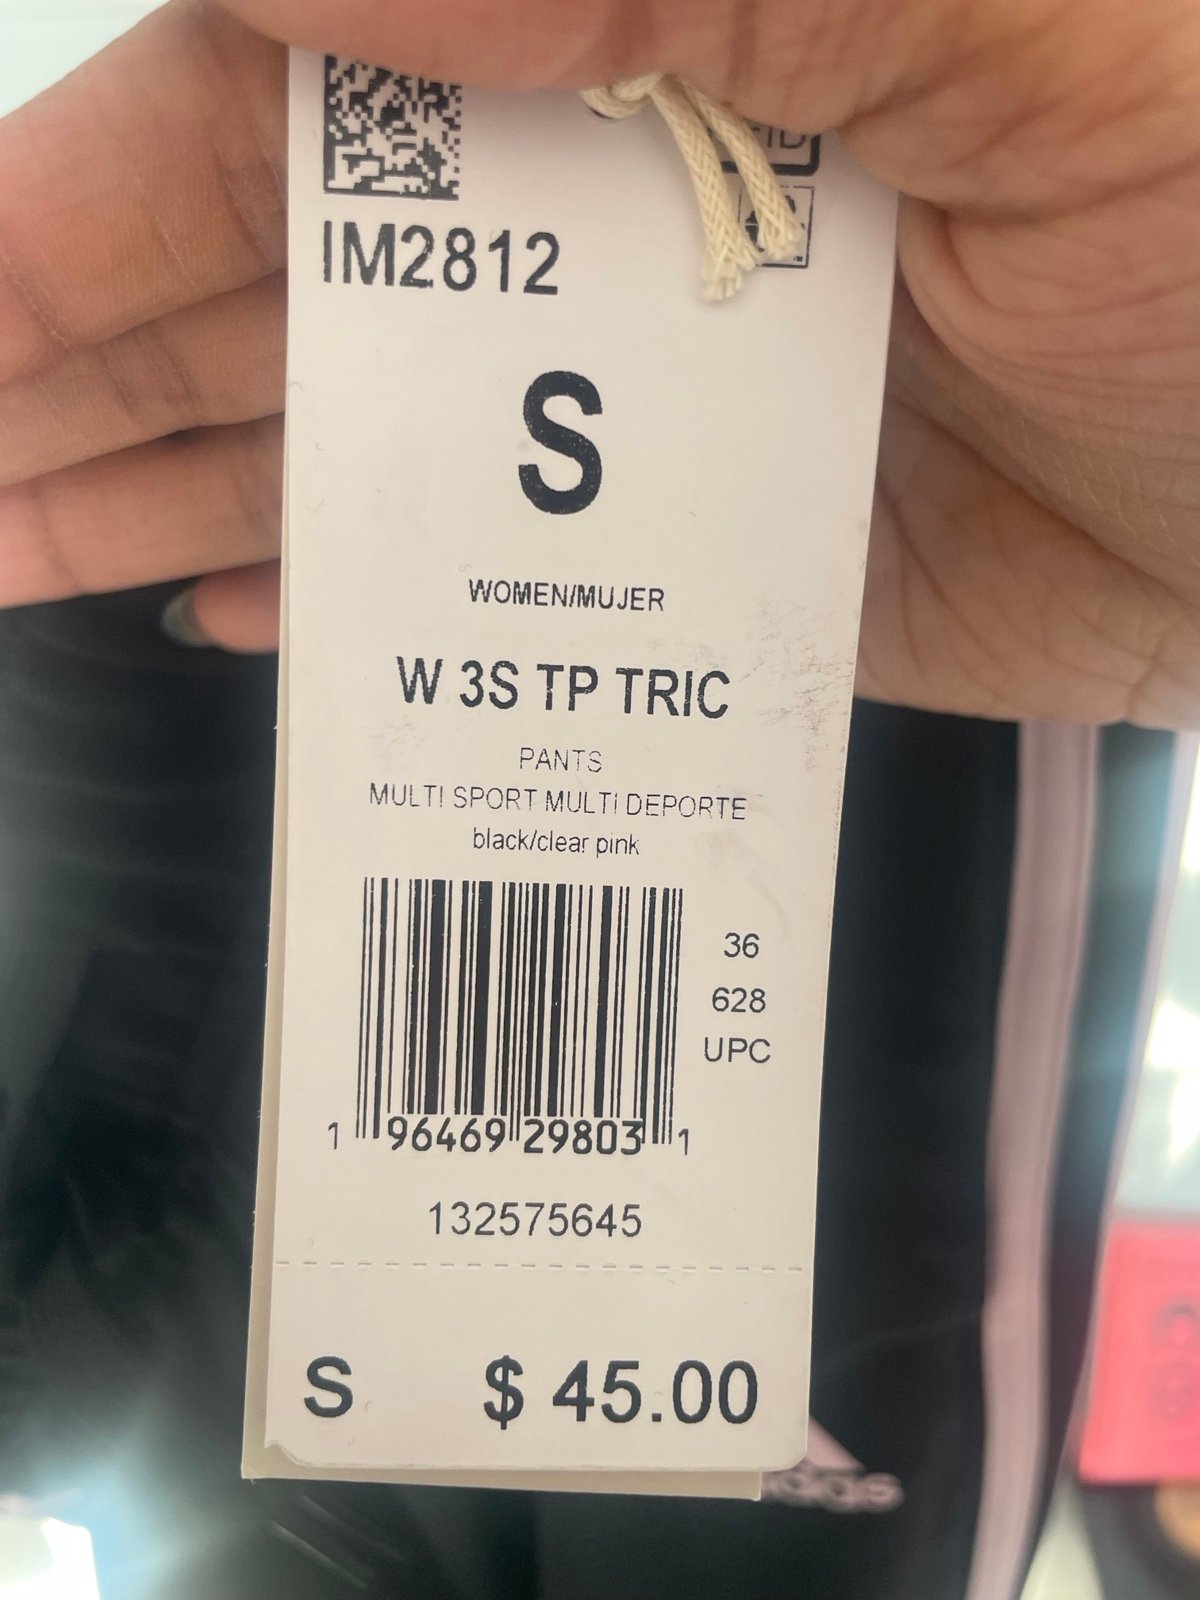 IM2812
S
WOMEN/MUJER
W 3S TP TRIC
PANTS
MULTI SPORT MULTI DEPORTE
black/clear pink
36
628
UPC
1 96469 29803 1
132575645
S $ 45.00
adidas